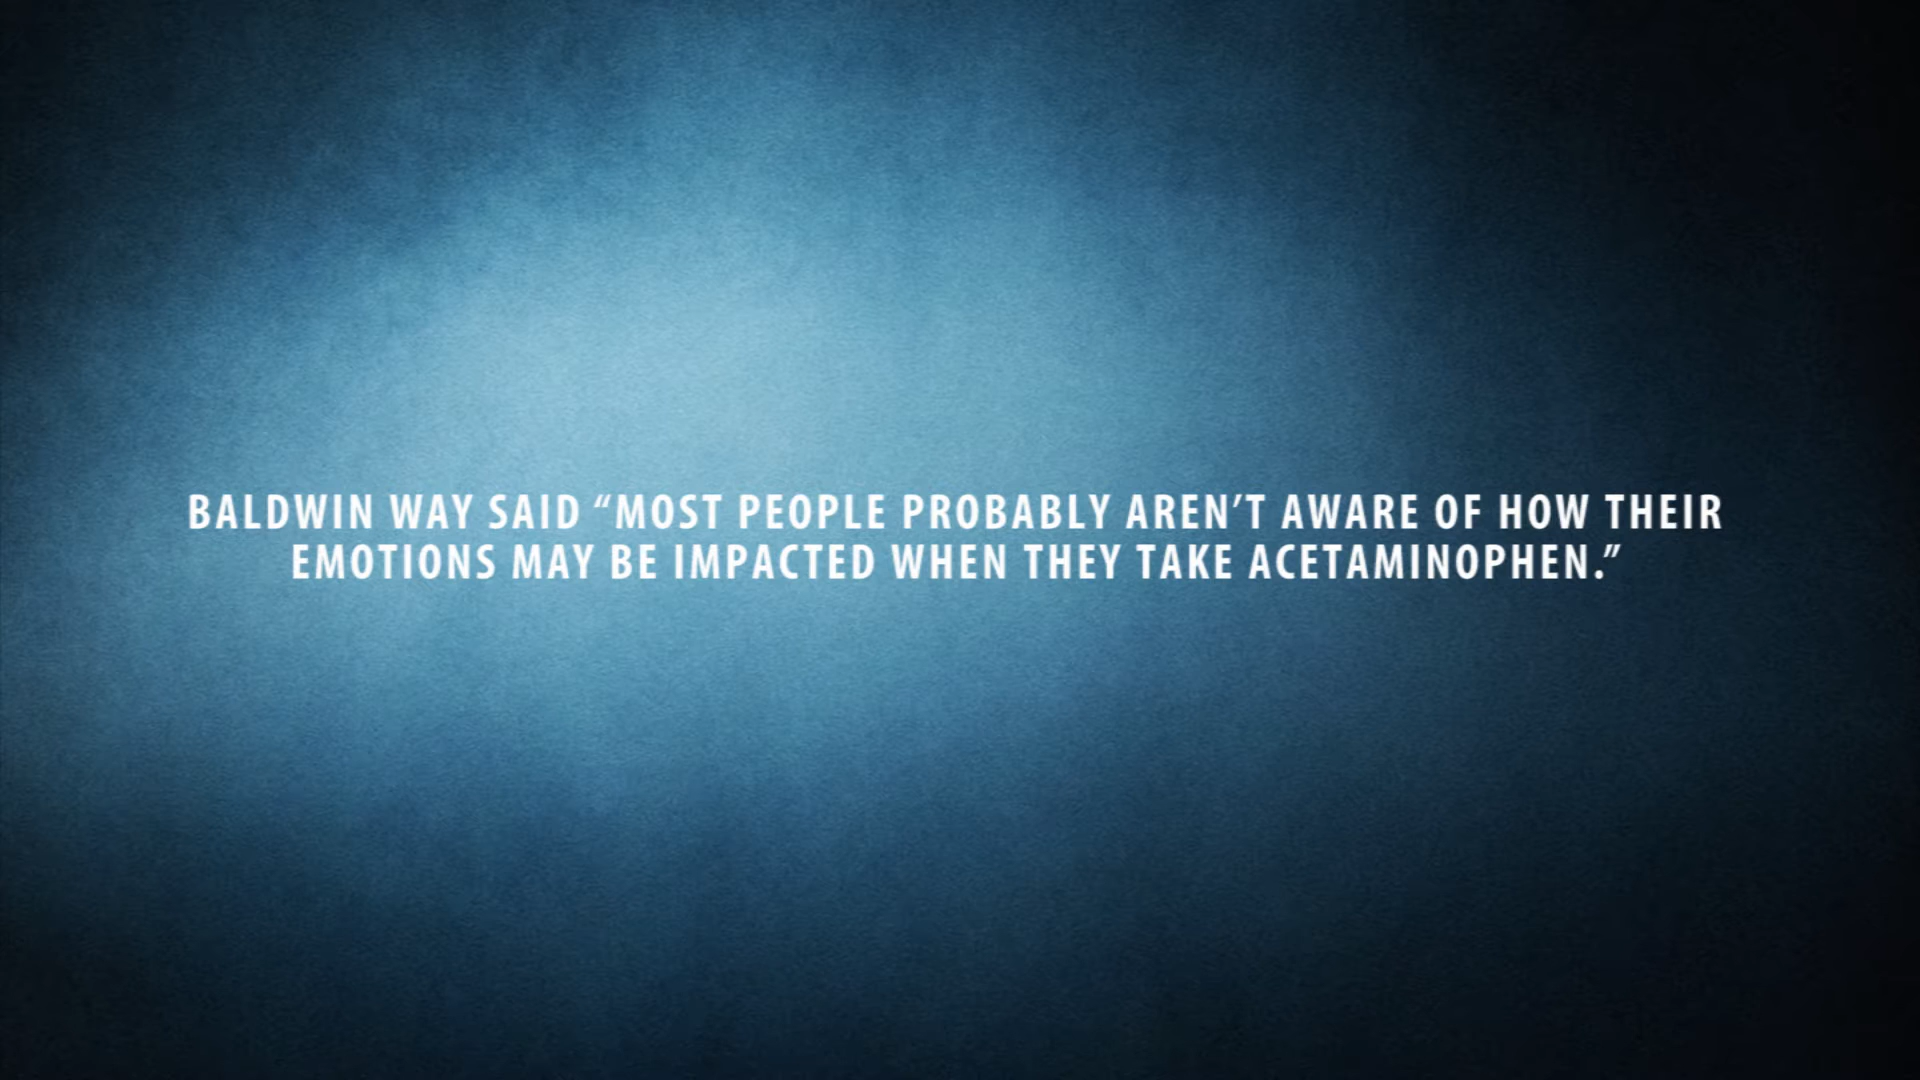 BALDWIN WAY SAID “MOST PEOPLE PROBABLY AREN’T AWARE OF HOW THEIR
EMOTIONS MAY BE IMPACTED WHEN THEY TAKE ACETAMINOPHEN.”